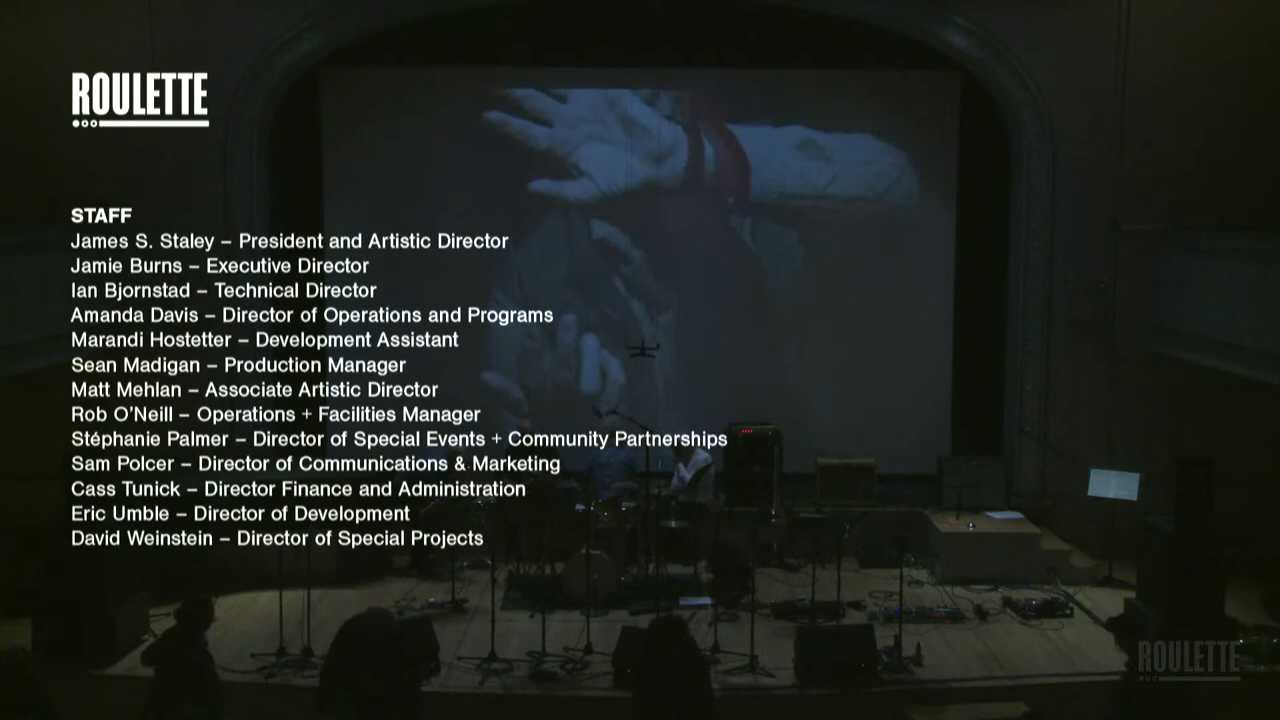 ROULETTE
STAFF
James S. Staley – President and Artistic Director
Jamie Burns – Executive Director
Ian Bjornstad – Technical Director
Amanda Davis – Director of Operations and Programs
Marandi Hostetter – Development Assistant
Sean Madigan – Production Manager
Matt Mehlan – Associate Artistic Director
Rob O’Neill – Operations + Facilities Manager
Stéphanie Palmer – Director of Special Events + Community Partnerships
Sam Polcer – Director of Communications & Marketing
Cass Tunick – Director Finance and Administration
Eric Umble – Director of Development
David Weinstein – Director of Special Projects
ROULETTE